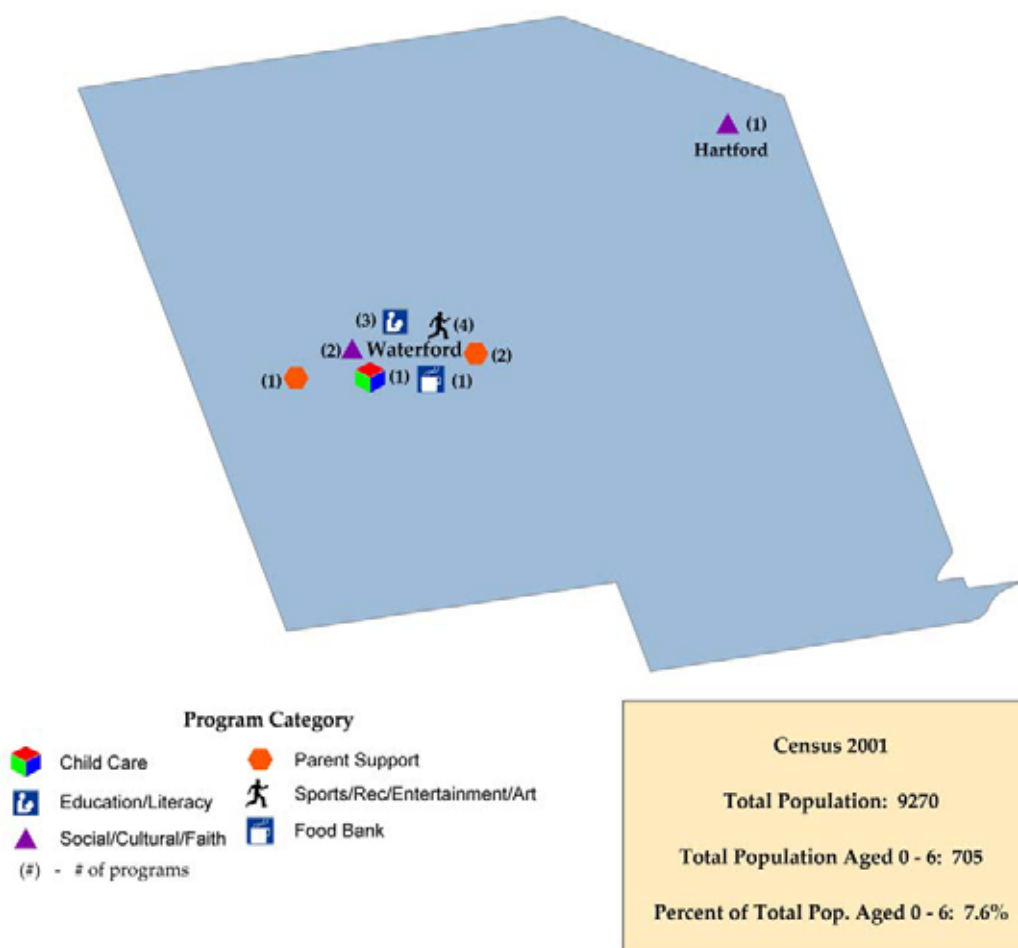 (1)
Hartford
(3)
(4)
(2) Waterford (2)
(1) (1) (1)
Program Category
Child Care
Parent Support
Education/Literacy
Sports/Rec/Entertainment/Art
Social/Cultural/Faith
Food Bank
(#) - # of programs
Census 2001
Total Population: 9270
Total Population Aged 0 - 6: 705
Percent of Total Pop. Aged 0 - 6: 7.6%